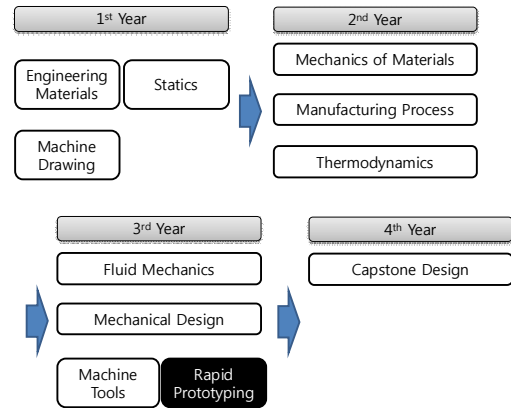 1st Year
2nd Year
Engineering
Materials
Statics
Machine
Drawing
Mechanics of Materials
Manufacturing Process
Thermodynamics
3rd Year
4th Year
Fluid Mechanics
Mechanical Design
Machine
Tools
Rapid
Prototyping
Capstone Design